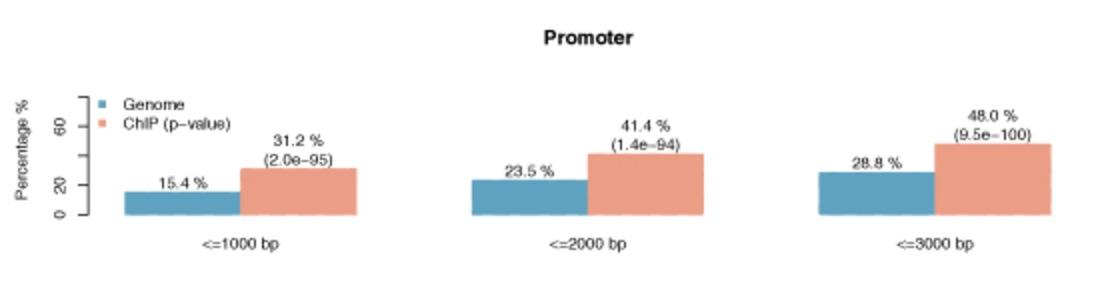 Promoter
Percentage %
0
20
60
Genome
ChIP (p−value)
15.4 %
31.2 %
(2.0e−95)
<=1000 bp
23.5 %
41.4 %
(1.4e−94)
<=2000 bp
28.8 %
48.0 %
(9.5e−100)
<=3000 bp